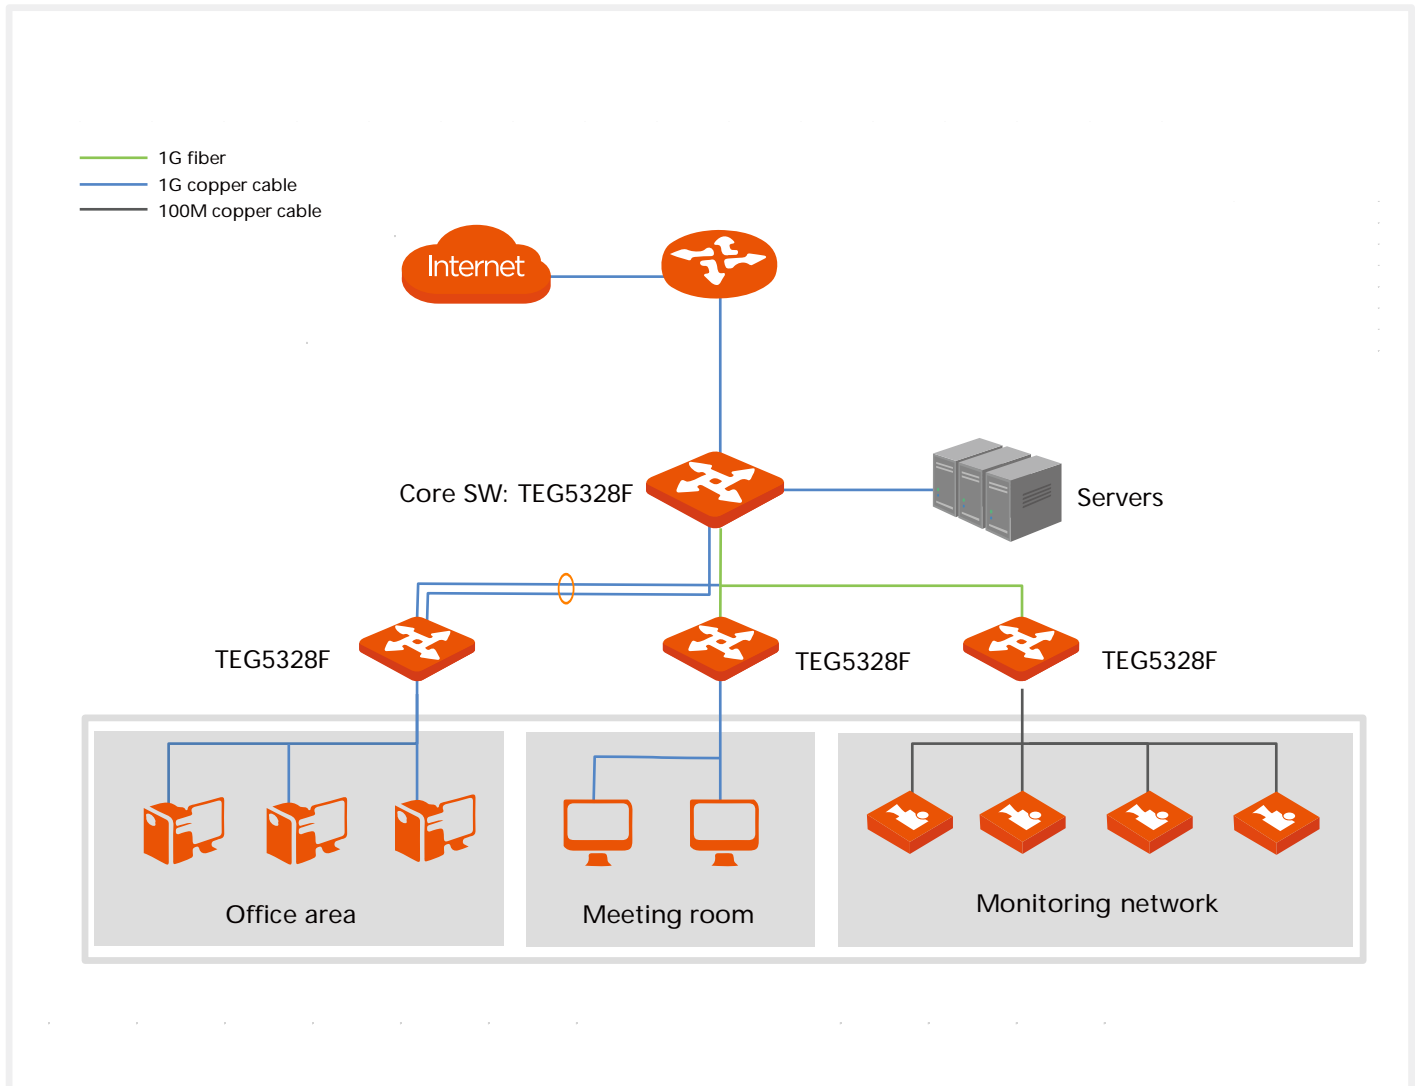 1G fiber
1G copper cable
100M copper cable
Internet
Core SW: TEG5328F
Servers
TEG5328F
TEG5328F
TEG5328F
Office area
Meeting room
Monitoring network